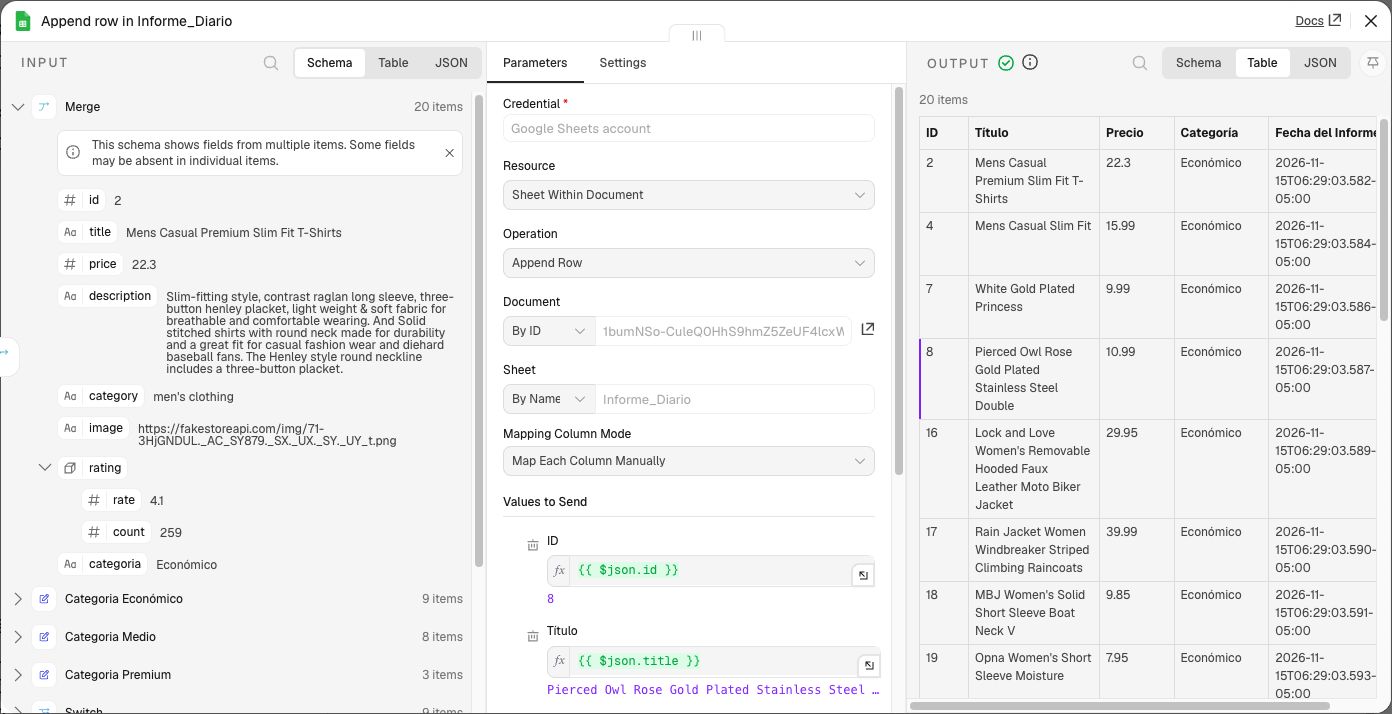 Append row in Informe_Diario
Docs
INPUT
Schema
Table
JSON
Merge
20 items
This schema shows fields from multiple items. Some fields
may be absent in individual items.
# id 2
Aa title Mens Casual Premium Slim Fit T-Shirts
# price 22.3
Aa description Slim-fitting style, contrast raglan long sleeve, three-
button henley placket, light weight & soft fabric for
breathable and comfortable wearing. And Solid
stitched shirts with round neck made for durability
and a great fit for casual fashion wear and diehard
baseball fans. The Henley style round neckline
includes a three-button placket.
Aa category men's clothing
Aa image https://fakestoreapi.com/img/71-
3HjGNDUL._AC_SY879._SX._UX._SY._UY_t.png
rating
# rate 4.1
# count 259
Aa categoria Económico
Categoria Económico 9 items
Categoria Medio 8 items
Categoria Premium 3 items
Switch 9 items
Parameters
Settings
Credential *
Google Sheets account
Resource
Sheet Within Document
Operation
Append Row
Document
By ID
1bumNSo-CuleQ0HhS9hmZ5ZeUF4lcxW
Sheet
By Name
Informe_Diario
Mapping Column Mode
Map Each Column Manually
Values to Send
ID
fx {{ $json.id }}
8
Título
fx {{ $json.title }}
Pierced Owl Rose Gold Plated Stainless Steel …
OUTPUT
Schema
Table
JSON
20 items
ID Título Precio Categoría Fecha del Informe
2 Mens Casual 22.3 Económico 2026-11-
Premium Slim Fit T- 15T06:29:03.582-
Shirts 05:00
4 Mens Casual Slim Fit 15.99 Económico 2026-11-
15T06:29:03.584-
05:00
7 White Gold Plated 9.99 Económico 2026-11-
Princess 15T06:29:03.586-
05:00
8 Pierced Owl Rose 10.99 Económico 2026-11-
Gold Plated 15T06:29:03.587-
Stainless Steel 05:00
Double
16 Lock and Love 29.95 Económico 2026-11-
Women's Removable 15T06:29:03.589-
Hooded Faux 05:00
Leather Moto Biker
Jacket
17 Rain Jacket Women 39.99 Económico 2026-11-
Windbreaker Striped 15T06:29:03.590-
Climbing Raincoats 05:00
18 MBJ Women's Solid 9.85 Económico 2026-11-
Short Sleeve Boat 15T06:29:03.591-
Neck V 05:00
19 Opna Women's Short 7.95 Económico 2026-11-
Sleeve Moisture 15T06:29:03.593-
05:00